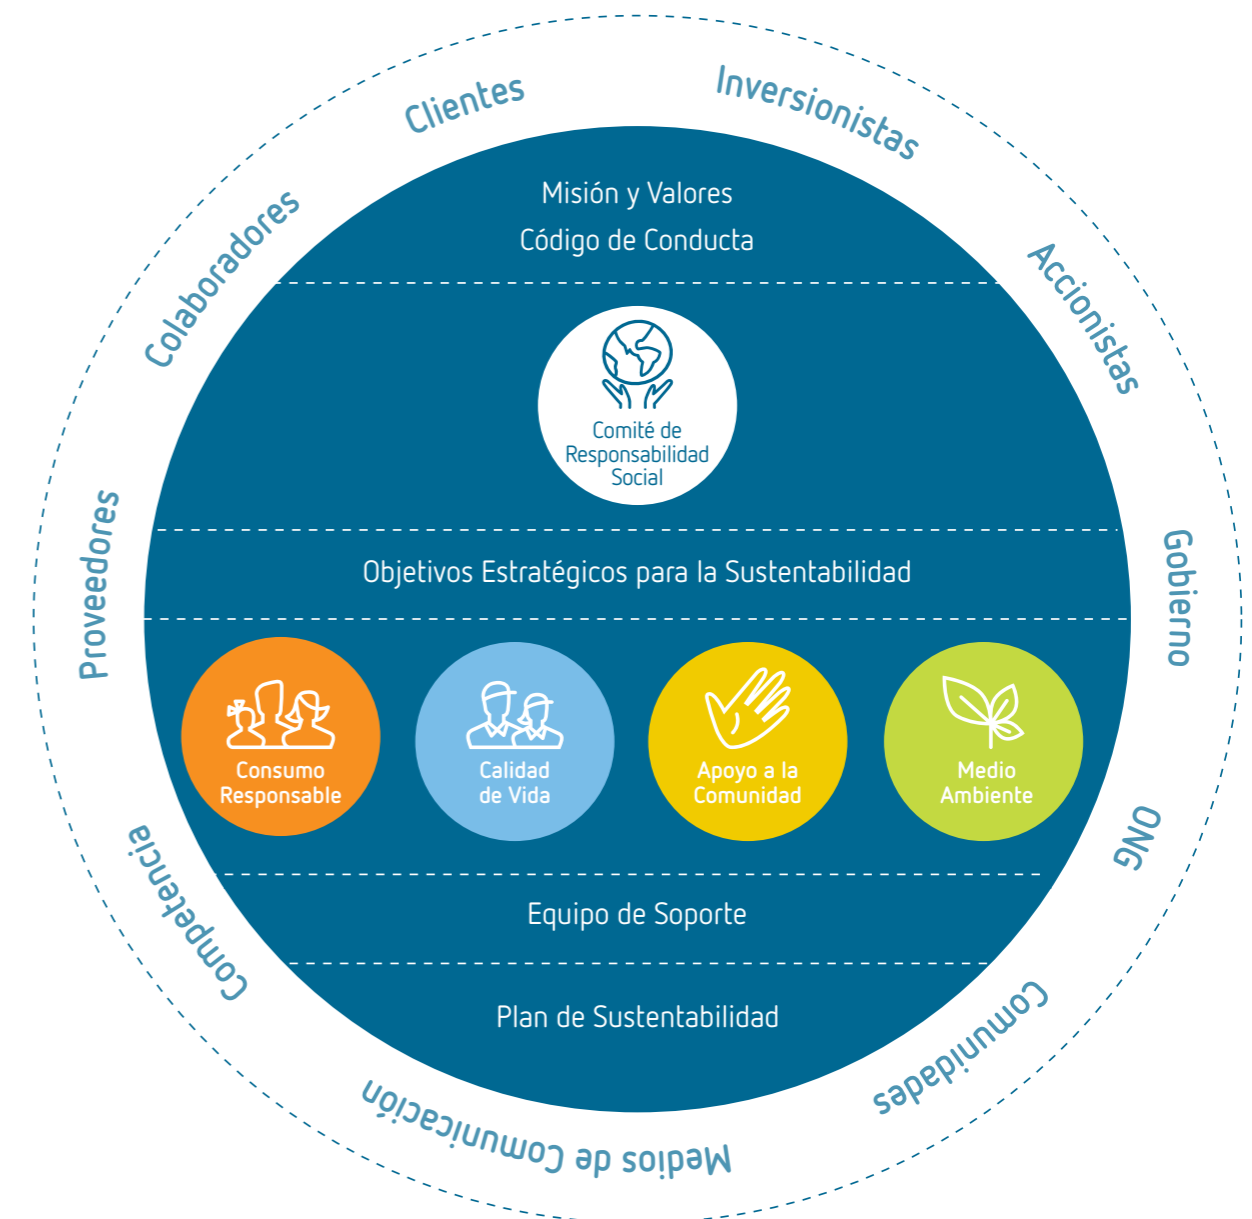 Clientes
Inversionistas
Accionistas
Gobierno
ONG
Comunidades
Medios de Comunicación
Competencia
Proveedores
Colaboradores
Misión y Valores
Código de Conducta
Comité de
Responsabilidad
Social
Objetivos Estratégicos para la Sustentabilidad
Consumo
Responsable
Calidad
de Vida
Apoyo a la
Comunidad
Medio
Ambiente
Equipo de Soporte
Plan de Sustentabilidad